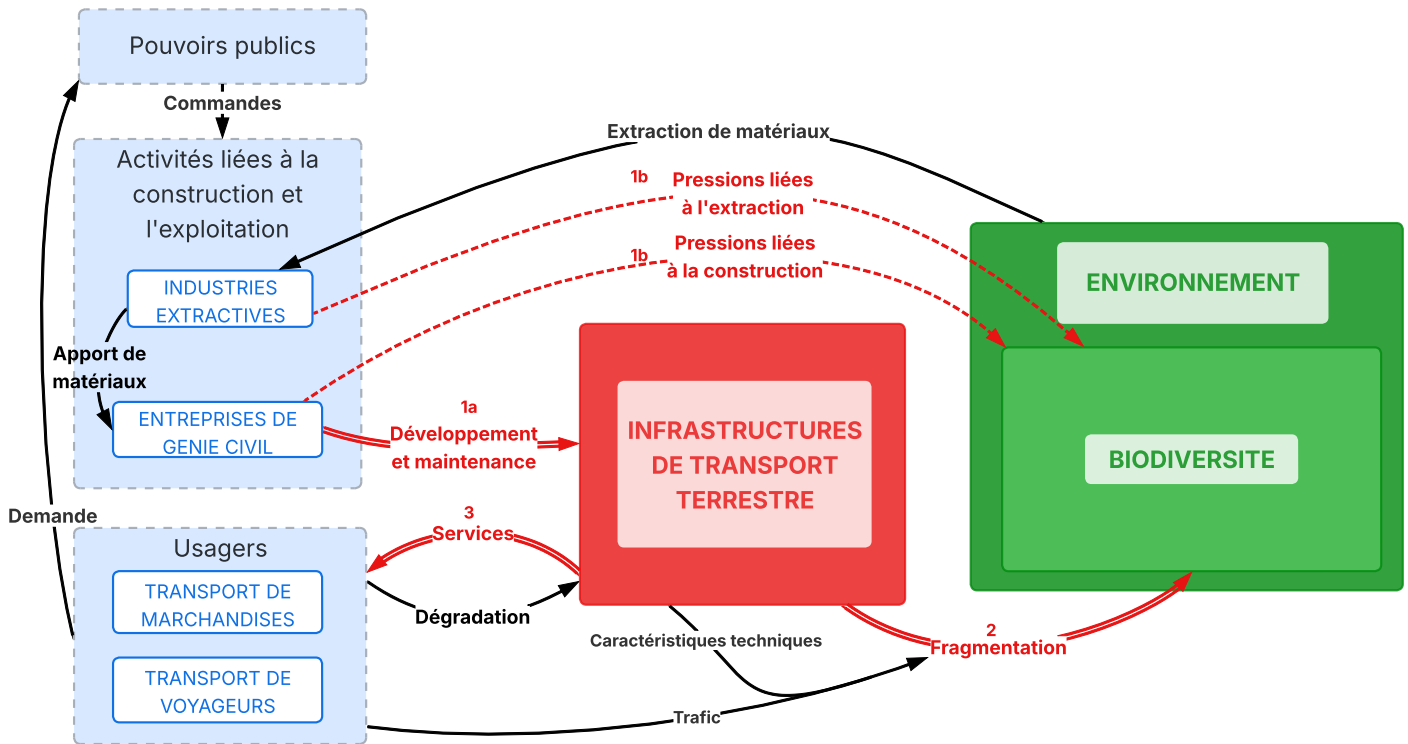 Pouvoirs publics
Commandes
Activités liées à la
construction et
l'exploitation
INDUSTRIES
EXTRACTIVES
Apport de
matériaux
ENTREPRISES DE
GENIE CIVIL
Demande
Usagers
TRANSPORT DE
MARCHANDISES
TRANSPORT DE
VOYAGEURS
Extraction de matériaux
1b
Pressions liées
à l'extraction
1b
Pressions liées
à la construction
1a
Développement
et maintenance
3
Services
Dégradation
INFRASTRUCTURES
DE TRANSPORT
TERRESTRE
Caractéristiques techniques
Trafic
2
Fragmentation
ENVIRONNEMENT
BIODIVERSITE